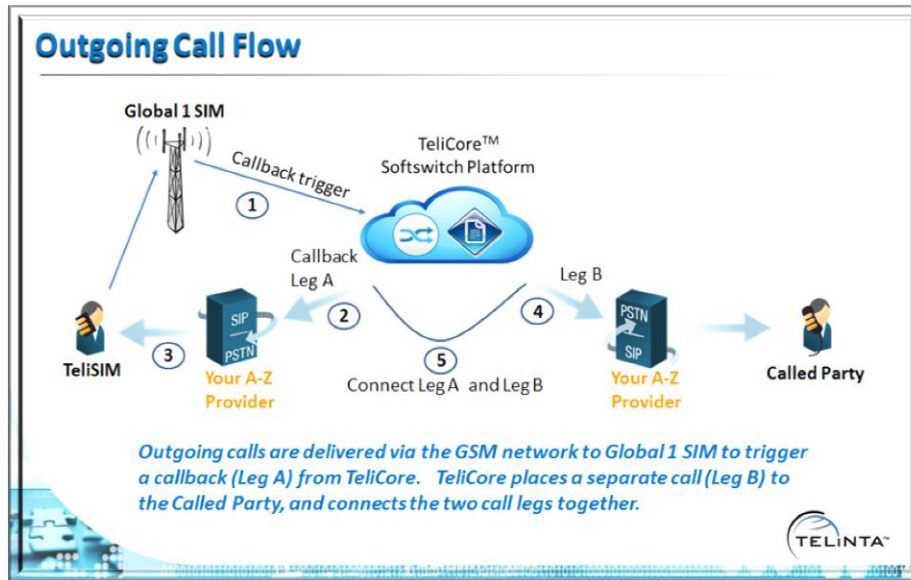 Outgoing Call Flow
Global 1 SIM
Callback trigger
1
TeliCore™
Softswitch Platform
Callback
Leg A
2
Leg B
4
SIP
PSTN
PSTN
SIP
3
5
TeliSIM
Your A-Z
Provider
Connect Leg A and Leg B
Your A-Z
Provider
Called Party
Outgoing calls are delivered via the GSM network to Global 1 SIM to trigger
a callback (Leg A) from TeliCore. TeliCore places a separate call (Leg B) to
the Called Party, and connects the two call legs together.
TELINTA™